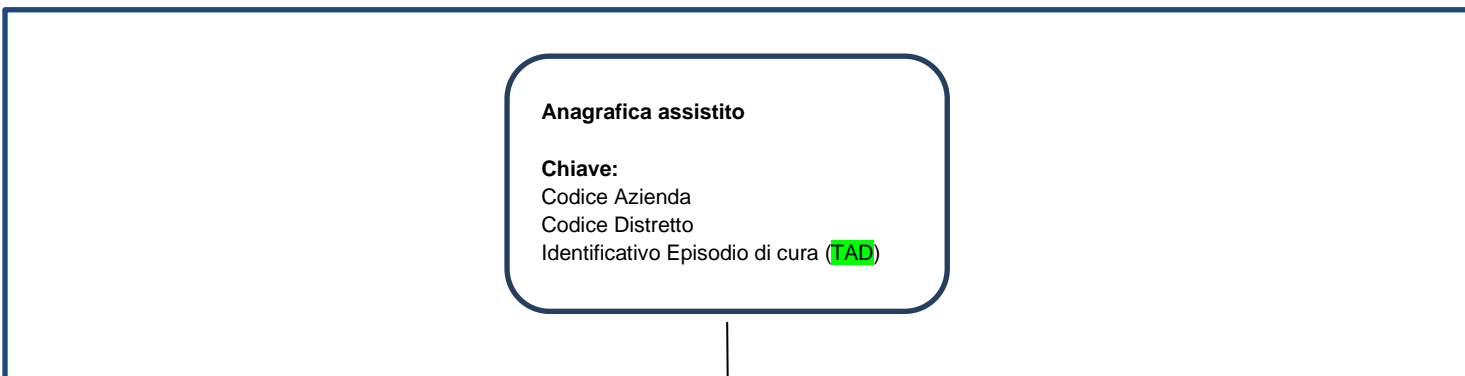 Anagrafica assistito
Chiave:
Codice Azienda
Codice Distretto
Identificativo Episodio di cura (TAD)